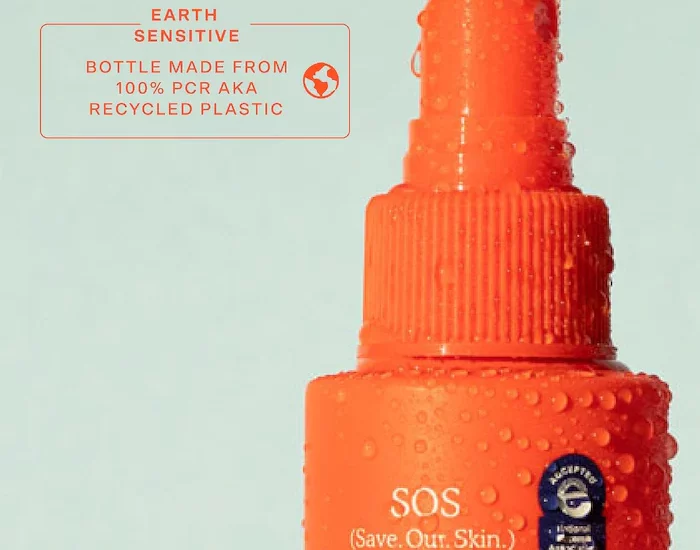 EARTH
SENSITIVE
BOTTLE MADE FROM
100% PCR AKA
RECYCLED PLASTIC
SOS
(Save. Our. Skin.)
ACCEPTED